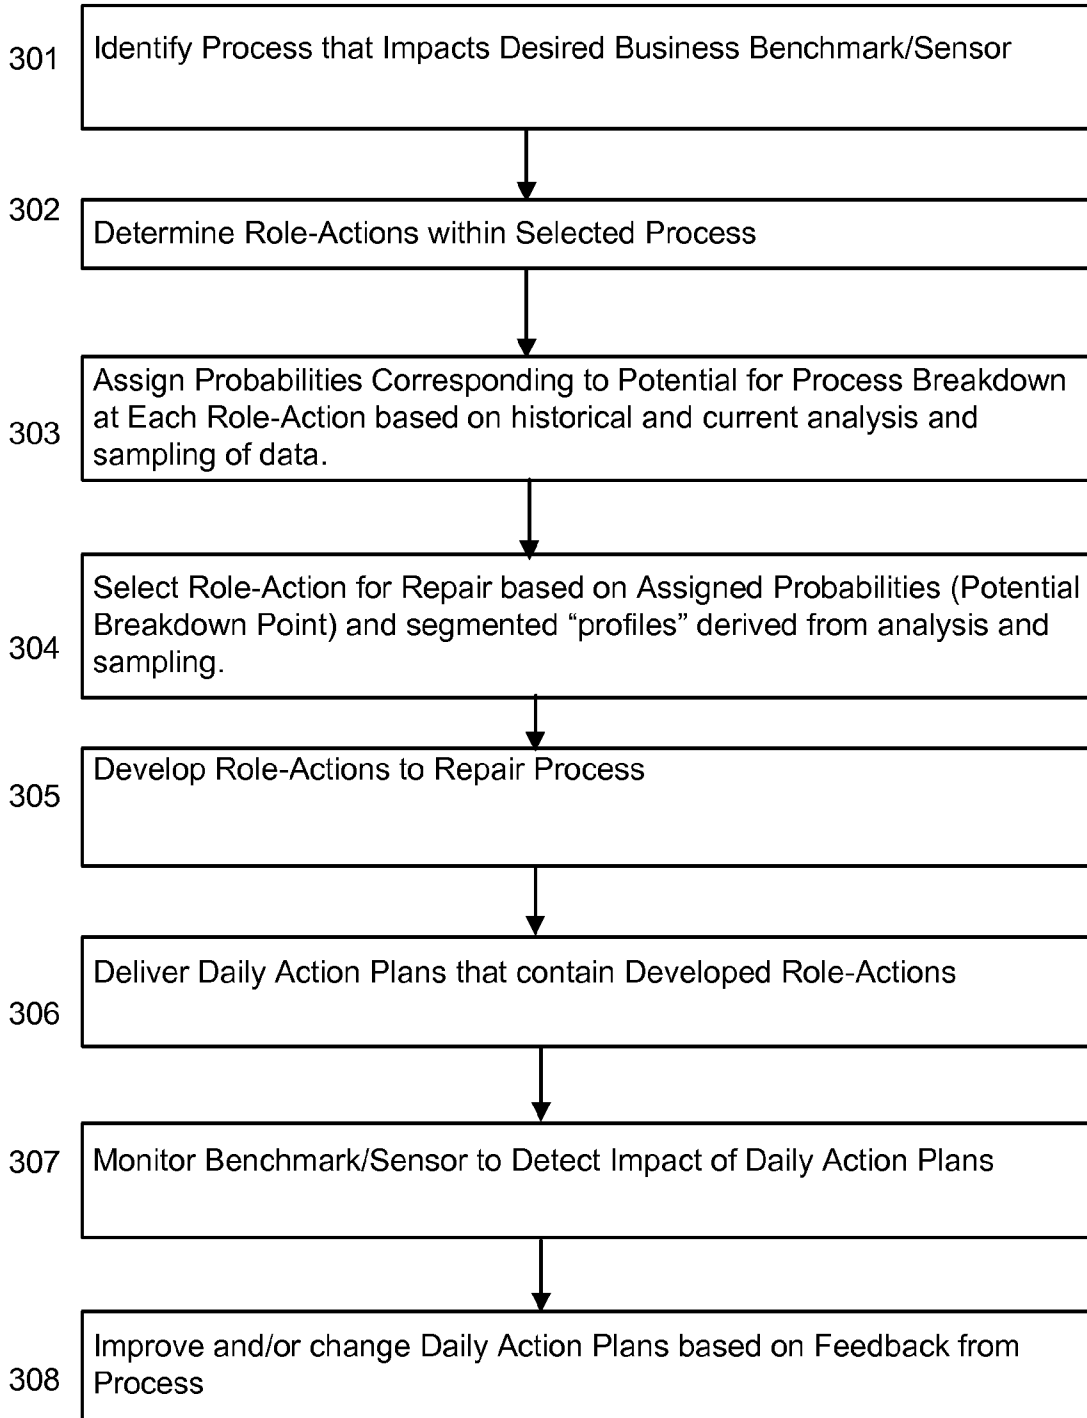 301
Identify Process that Impacts Desired Business Benchmark/Sensor
302
Determine Role-Actions within Selected Process
303
Assign Probabilities Corresponding to Potential for Process Breakdown
at Each Role-Action based on historical and current analysis and
sampling of data.
304
Select Role-Action for Repair based on Assigned Probabilities (Potential
Breakdown Point) and segmented “profiles” derived from analysis and
sampling.
305
Develop Role-Actions to Repair Process
306
Deliver Daily Action Plans that contain Developed Role-Actions
307
Monitor Benchmark/Sensor to Detect Impact of Daily Action Plans
308
Improve and/or change Daily Action Plans based on Feedback from
Process